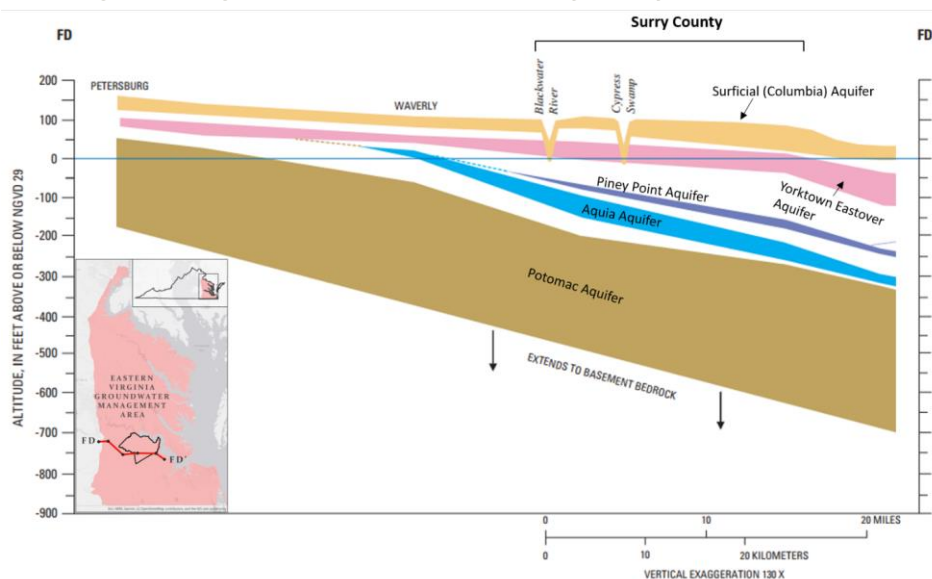 Surry County
FD
FD
200
100
0
-100
-200
-300
-400
-500
-600
-700
-800
-900
ALTITUDE, IN FEET ABOVE OR BELOW NGVD 29
PETERSBURG
WAVERLY
Blackwater
River
Cypress
Swamp
Surficial (Columbia) Aquifer
Piney Point Aquifer
Yorktown Eastover
Aquifer
Aquia Aquifer
Potomac Aquifer
EXTENDS TO BASEMENT BEDROCK
EASTERN
VIRGINIA
GROUNDWATER
MANAGEMENT
AREA
FD
FD'
0
10
20 MILES
0
10
20 KILOMETERS
VERTICAL EXAGGERATION 130 X